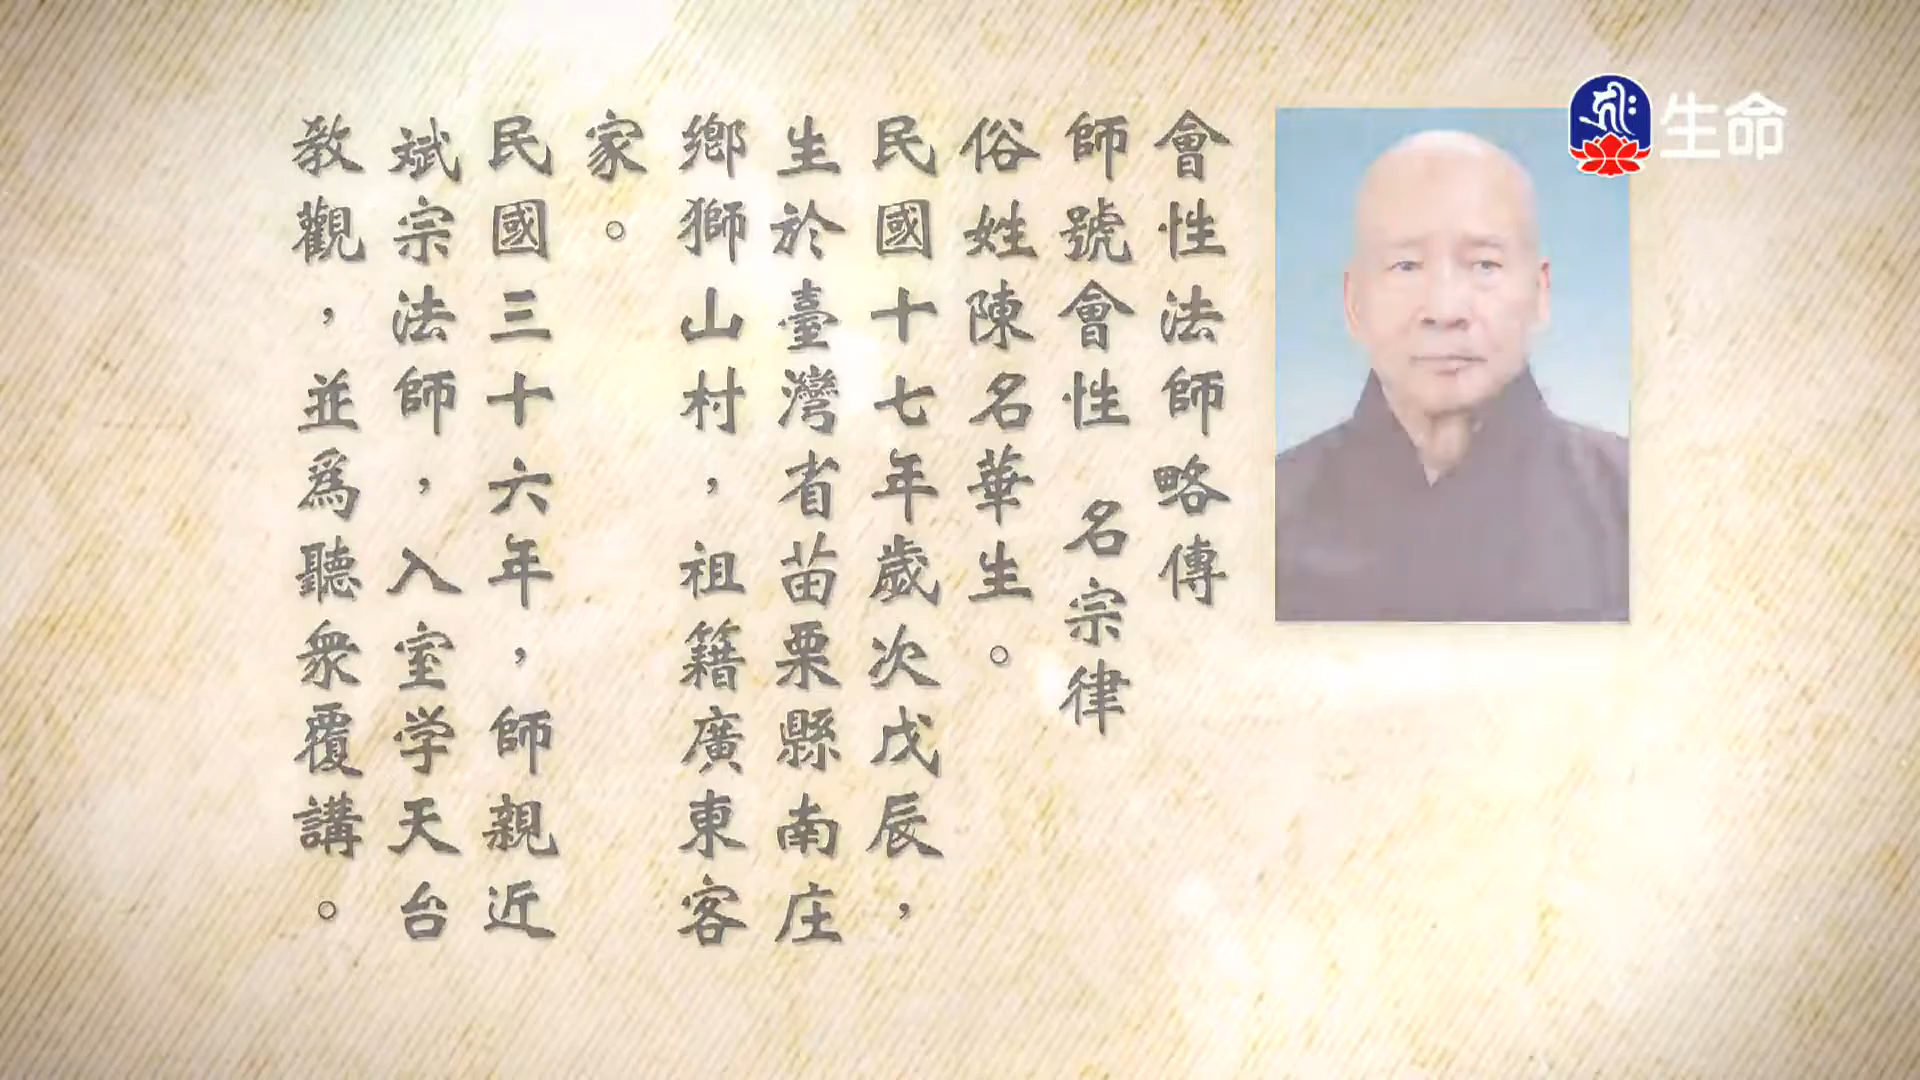 會性法師略傳
師號會性 名宗律
俗姓陳名華生。
民國十七年歲次戊辰，
生於臺灣省苗栗縣南庄
鄉獅山村，祖籍廣東客
家。
民國三十六年，師親近
斌宗法師，入室学天台
教觀，並爲聽衆覆講。
生命